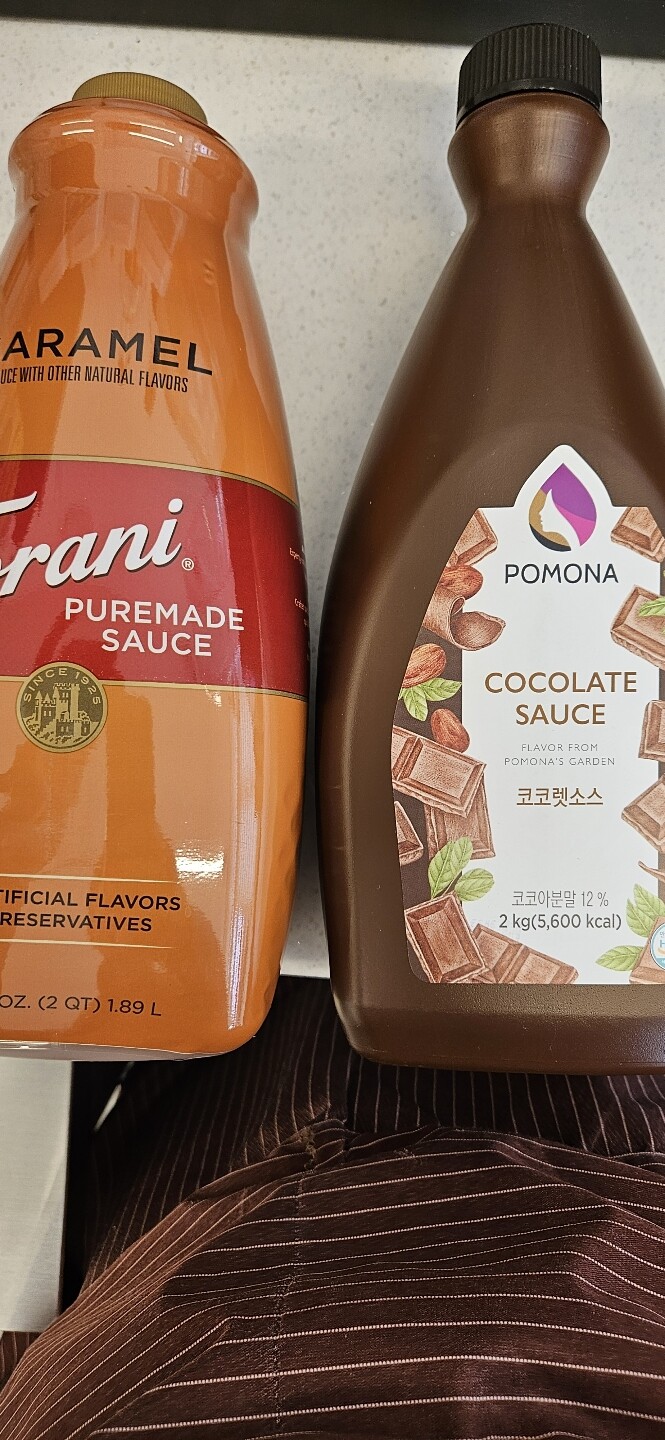 ARAMEL
UCE WITH OTHER NATURAL FLAVORS
orani®
PUREMADE
SAUCE
SINCE 1925
TIFICIAL FLAVORS
RESERVATIVES
OZ. (2 QT) 1.89 L
POMONA
COCOLATE
SAUCE
FLAVOR FROM
POMONA'S GARDEN
코코렛소스
코코아분말 12 %
2 kg(5,600 kcal)